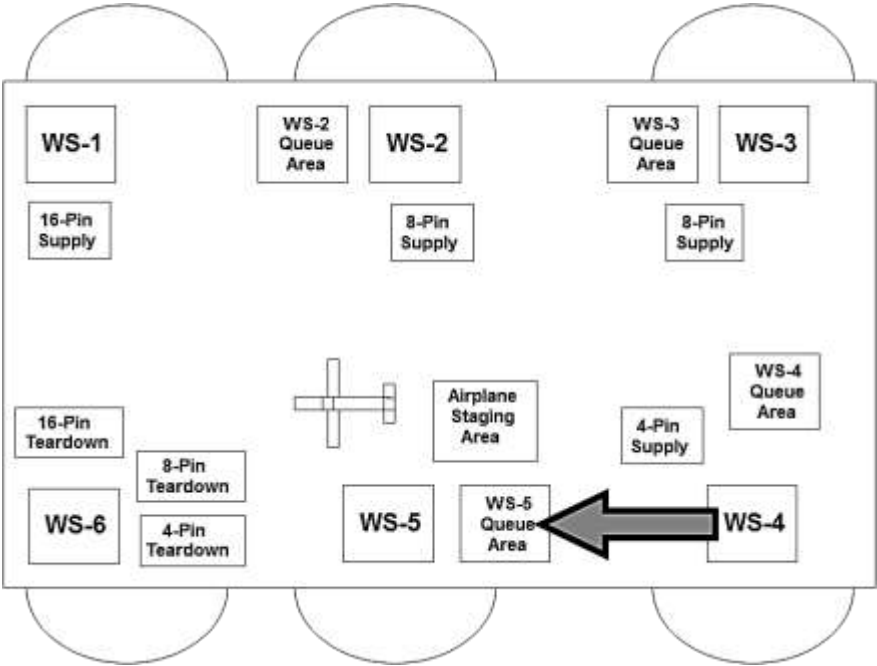 WS-1
WS-2
Queue
Area
WS-2
WS-3
Queue
Area
WS-3
16-Pin
Supply
8-Pin
Supply
8-Pin
Supply
WS-4
Queue
Area
Airplane
Staging
Area
16-Pin
Teardown
4-Pin
Supply
8-Pin
Teardown
WS-6
4-Pin
Teardown
WS-5
WS-5
Queue
Area
WS-4